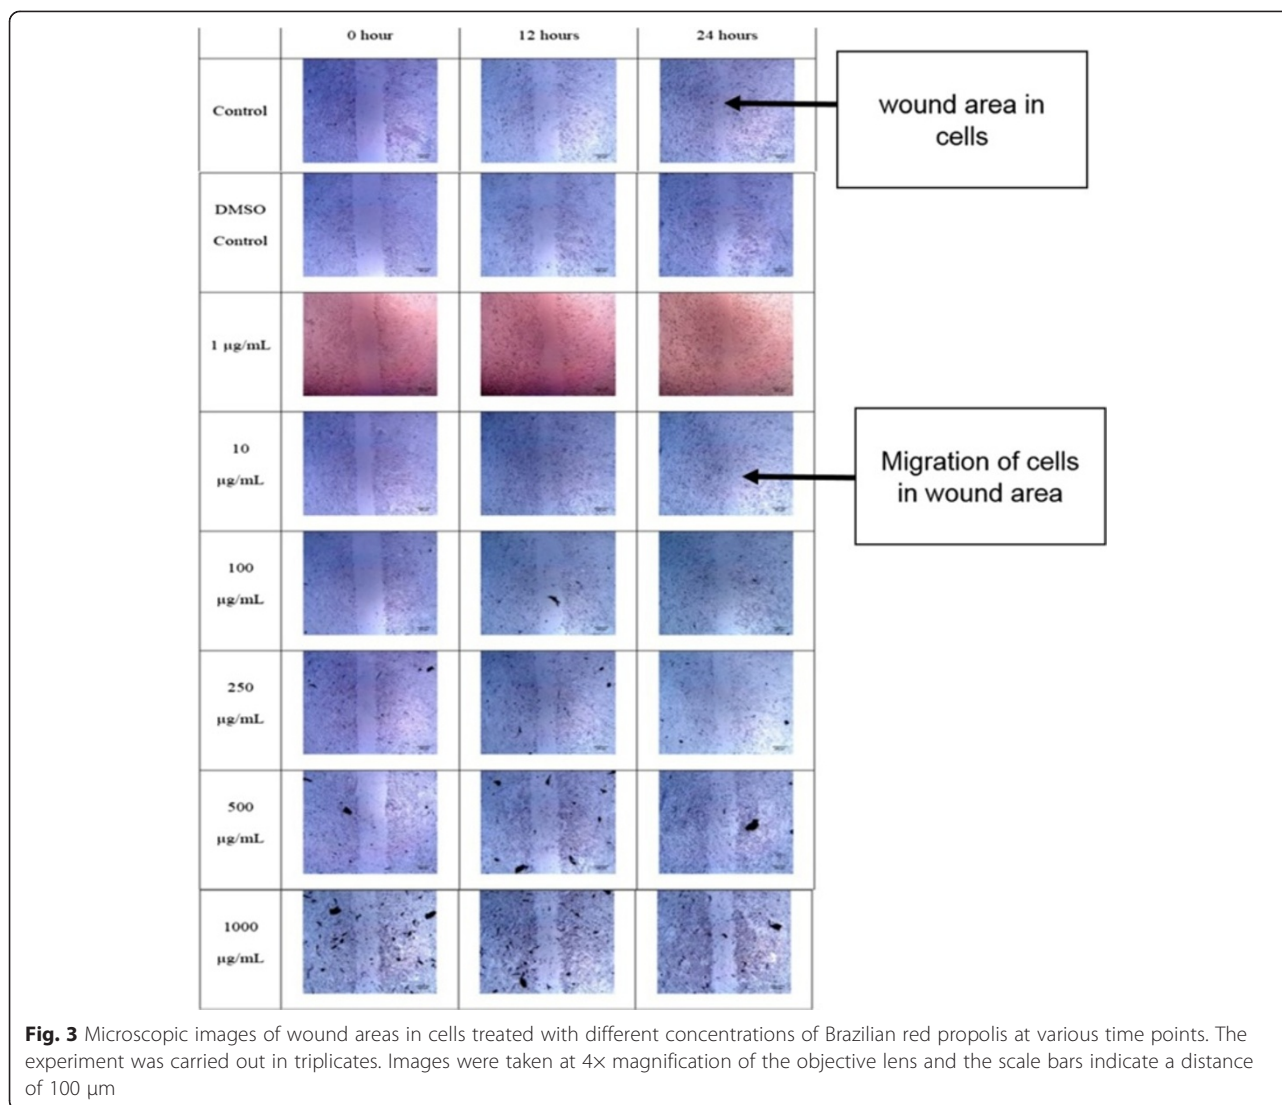 0 hour 12 hours 24 hours
Control
wound area in
cells
DMSO
Control
1 µg/mL
10
µg/mL
Migration of cells
in wound area
100
µg/mL
250
µg/mL
500
µg/mL
1000
µg/mL
Fig. 3 Microscopic images of wound areas in cells treated with different concentrations of Brazilian red propolis at various time points. The
experiment was carried out in triplicates. Images were taken at 4× magnification of the objective lens and the scale bars indicate a distance
of 100 µm